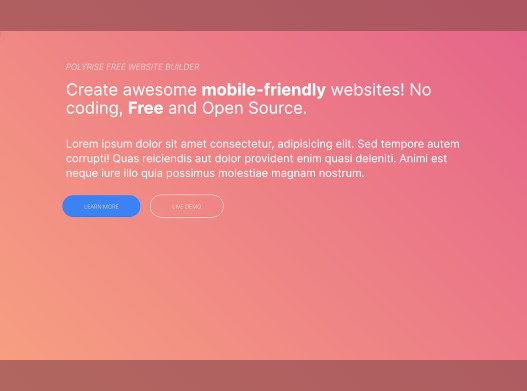 POLYRISE FREE WEBSITE BUILDER
Create awesome mobile-friendly websites! No
coding, Free and Open Source.
Lorem ipsum dolor sit amet consectetur, adipisicing elit. Sed tempore autem
corrupti! Quas reiciendis aut dolor provident enim quasi deleniti. Animi est
neque iure illo quia possimus molestiae magnam nostrum.
LEARN MORE
LIVE DEMO